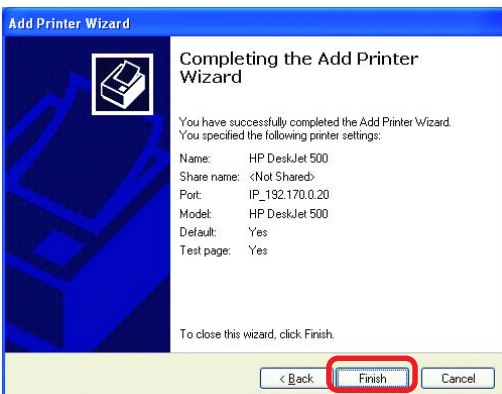 Add Printer Wizard
Completing the Add Printer
Wizard
You have successfully completed the Add Printer Wizard.
You specified the following printer settings:
Name: HP DeskJet 500
Share name: <Not Shared>
Port: IP_192.170.0.20
Model: HP DeskJet 500
Default: Yes
Test page: Yes
To close this wizard, click Finish.
< Back Finish Cancel